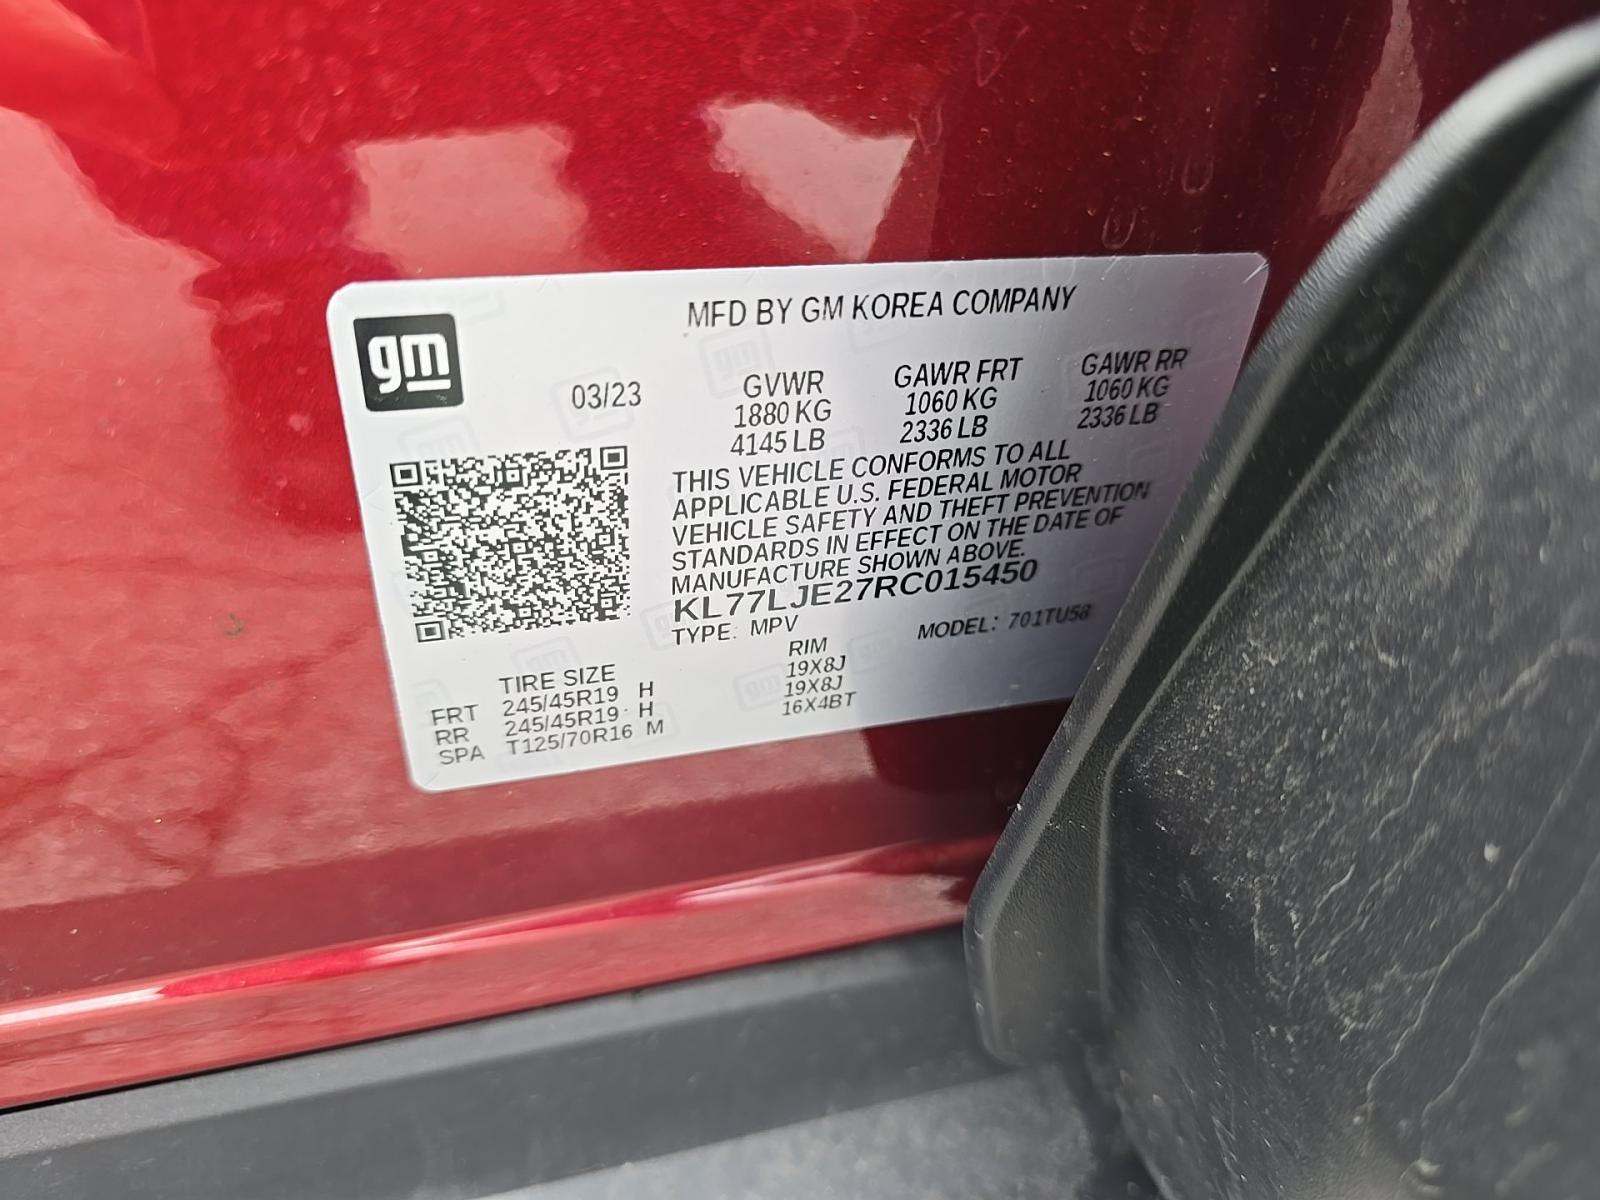 gm
MFD BY GM KOREA COMPANY
03/23 GVWR GAWR FRT GAWR RR
1880 KG 1060 KG 1060 KG
4145 LB 2336 LB 2336 LB
THIS VEHICLE CONFORMS TO ALL
APPLICABLE U.S. FEDERAL MOTOR
VEHICLE SAFETY AND THEFT PREVENTION
STANDARDS IN EFFECT ON THE DATE OF
MANUFACTURE SHOWN ABOVE.
KL77LJE27RC015450
TYPE: MPV MODEL: 701TU58
TIRE SIZE RIM
FRT 245/45R19 H 19X8J
RR 245/45R19 H 19X8J
SPA T125/70R16 M 16X4BT